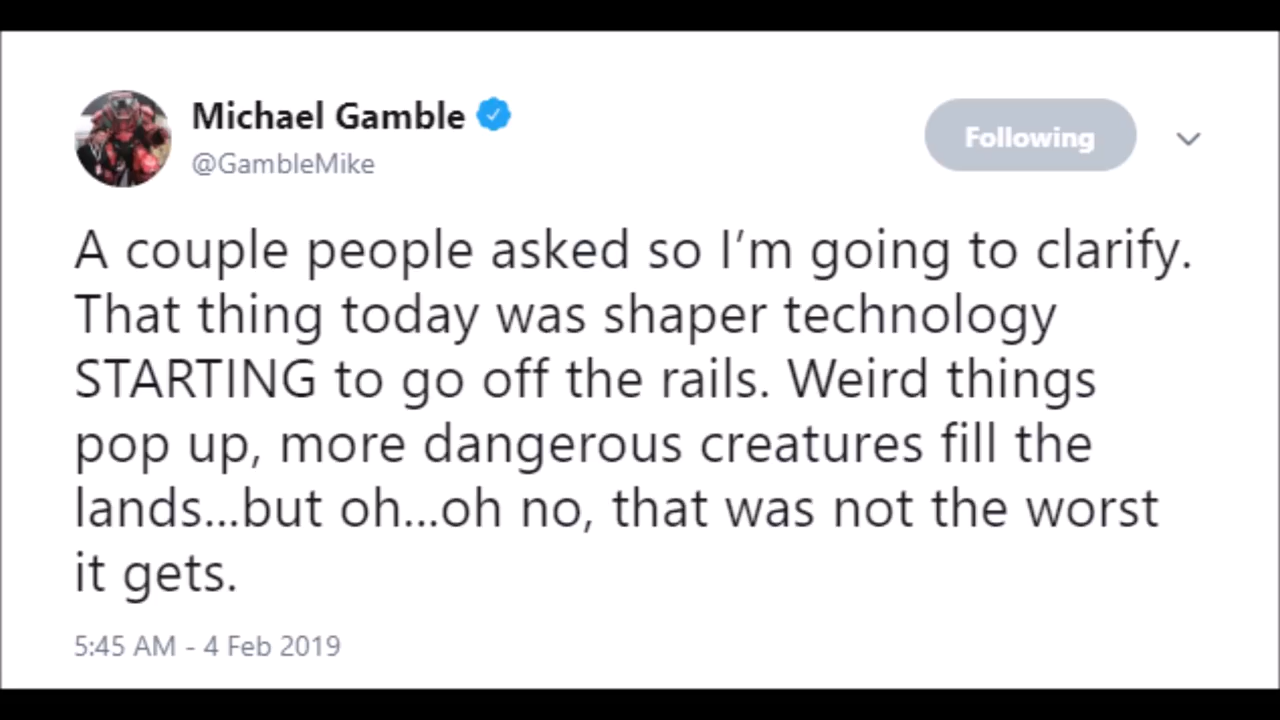 Michael Gamble
@GambleMike
Following
A couple people asked so I’m going to clarify.
That thing today was shaper technology
STARTING to go off the rails. Weird things
pop up, more dangerous creatures fill the
lands...but oh...oh no, that was not the worst
it gets.
5:45 AM - 4 Feb 2019